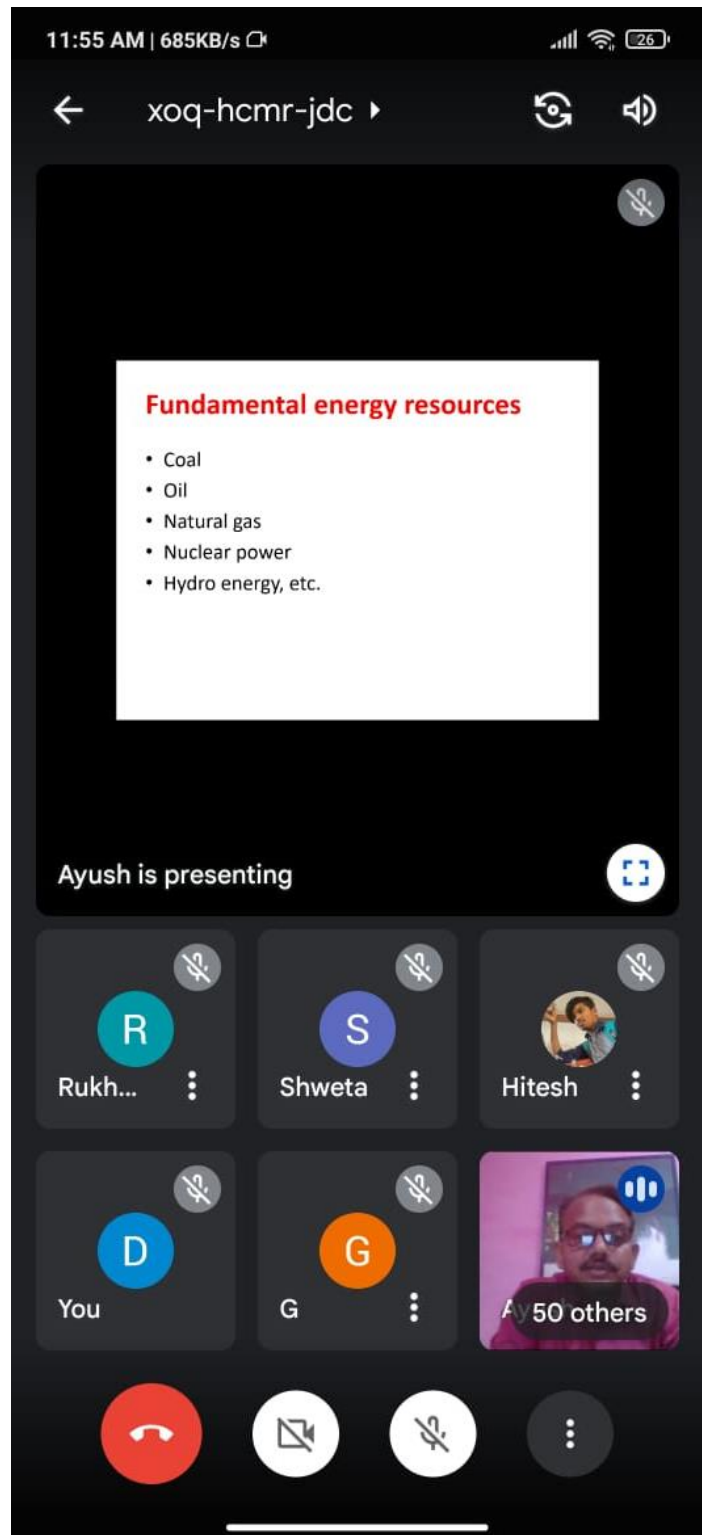 11:55 AM | 685KB/s
26
xoq-hcmr-jdc
Fundamental energy resources
• Coal
• Oil
• Natural gas
• Nuclear power
• Hydro energy, etc.
Ayush is presenting
R
S
Rukh...
Shweta
Hitesh
D
G
You
G
50 others